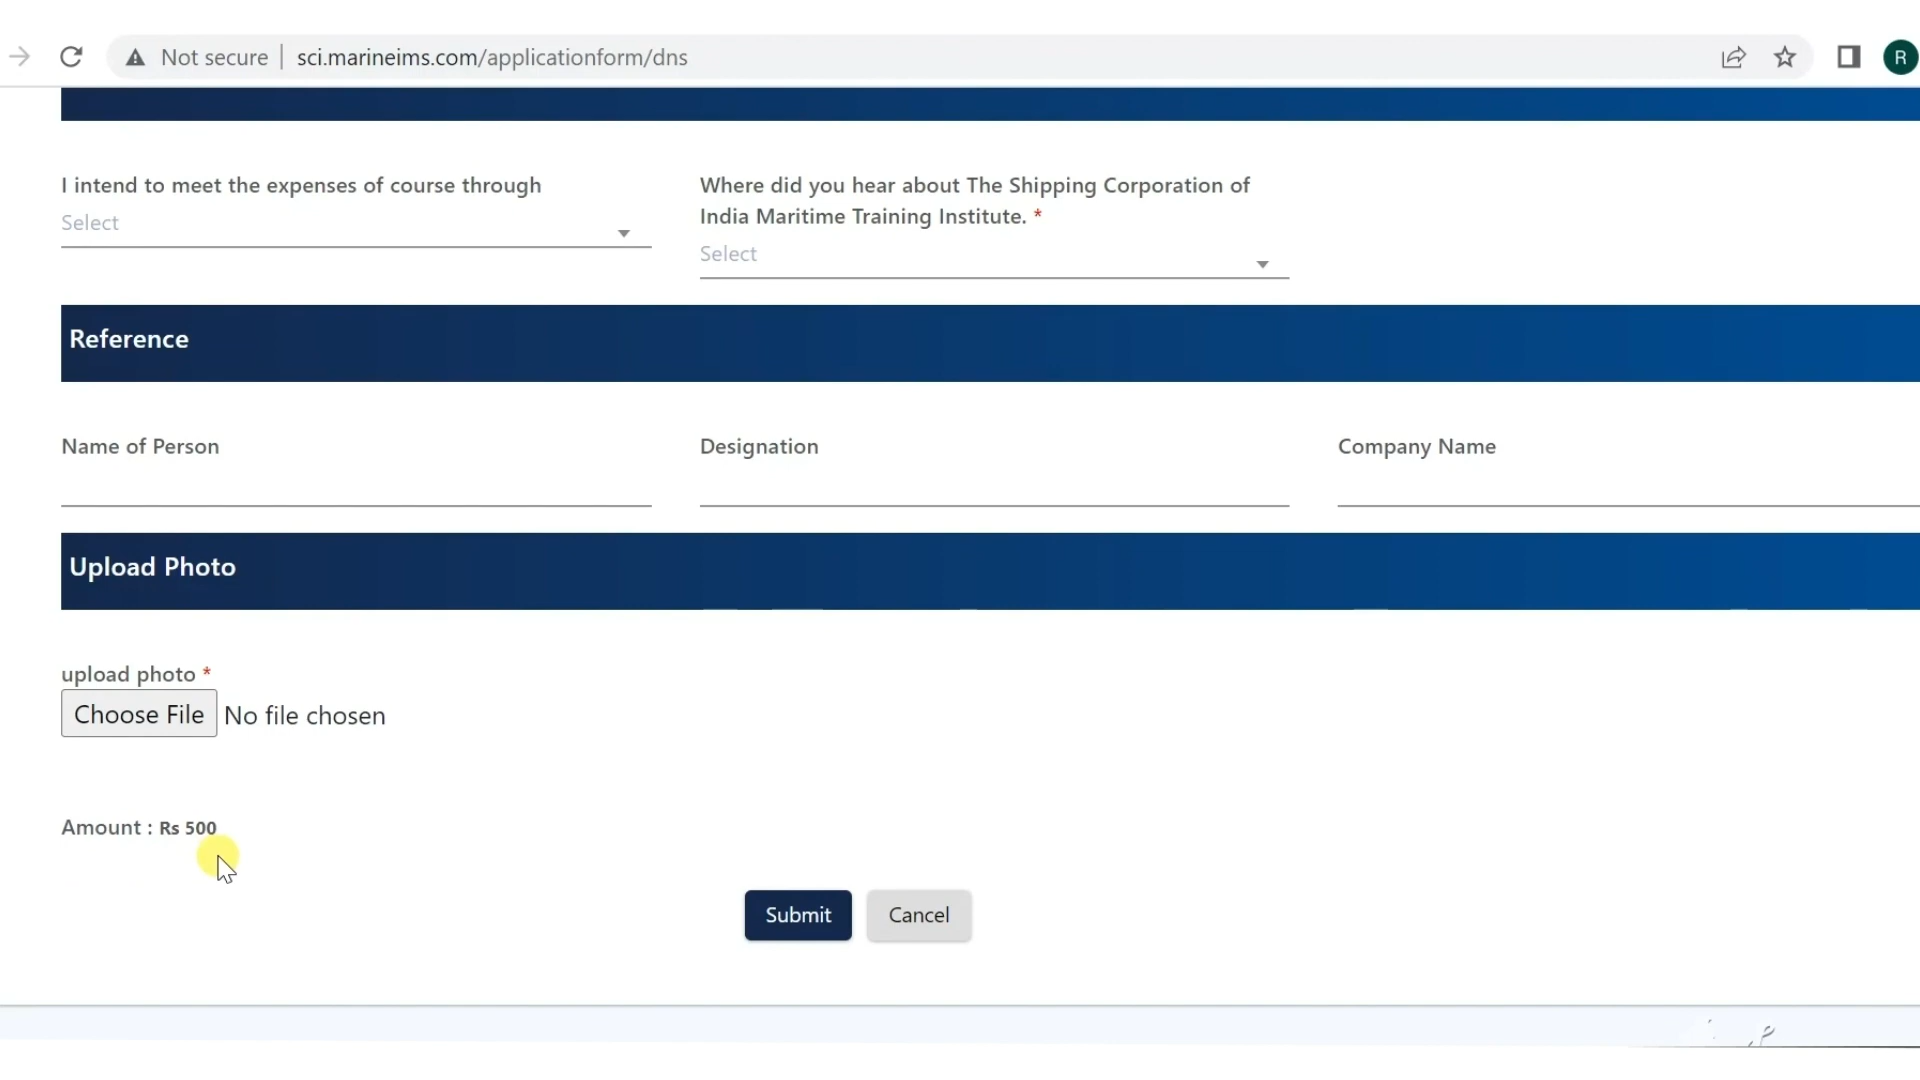 Not secure | sci.marineims.com/applicationform/dns
R
I intend to meet the expenses of course through
Select
Where did you hear about The Shipping Corporation of
India Maritime Training Institute. *
Select
Reference
Name of Person
Designation
Company Name
Upload Photo
upload photo *
Choose File No file chosen
Amount : Rs 500
Submit
Cancel